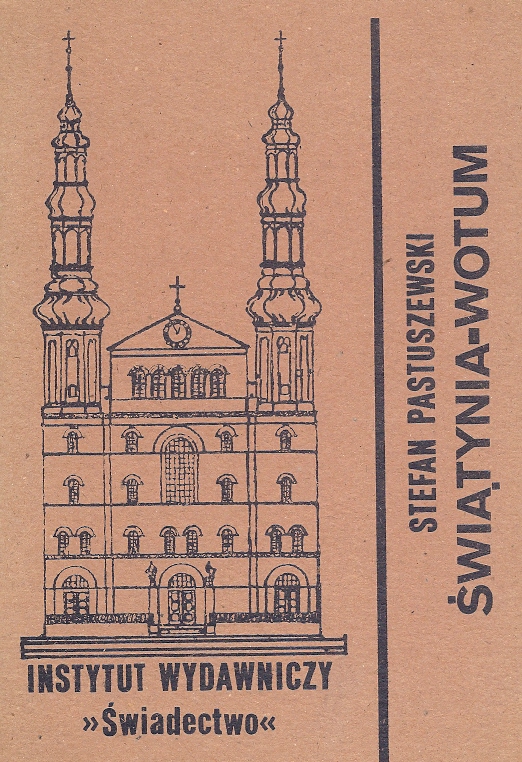 STEFAN PASTUSZEWSKI
ŚWIĄTYNIA-WOTUM
INSTYTUT WYDAWNICZY
»Świadectwo«